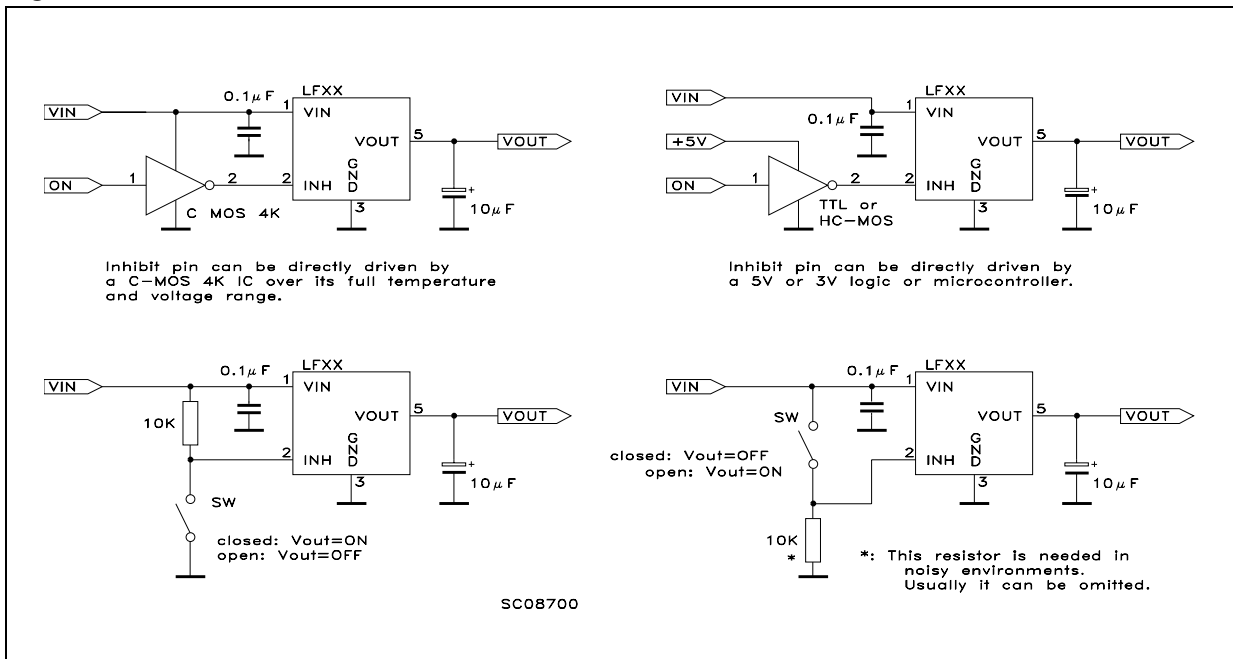 LFXX
VIN
0.1μF
1
VIN
VOUT
5
VOUT
GND
ON
1
2
2
INH
3
C MOS 4K
+
10μF
Inhibit pin can be directly driven by
a C-MOS 4K IC over its full temperature
and voltage range.
LFXX
VIN
0.1μF
1
VIN
+5V
VOUT
5
VOUT
GND
ON
1
2
2
INH
3
TTL or
HC-MOS
+
10μF
Inhibit pin can be directly driven by
a 5V or 3V logic or microcontroller.
LFXX
VIN
0.1μF
1
VIN
10K
VOUT
5
VOUT
GND
2
INH
3
+
10μF
SW
closed: Vout=ON
open: Vout=OFF
LFXX
VIN
0.1μF
1
VIN
SW
VOUT
5
VOUT
GND
closed: Vout=OFF
open: Vout=ON
2
INH
3
+
10μF
10K
*
*: This resistor is needed in
noisy environments.
Usually it can be omitted.
SC08700